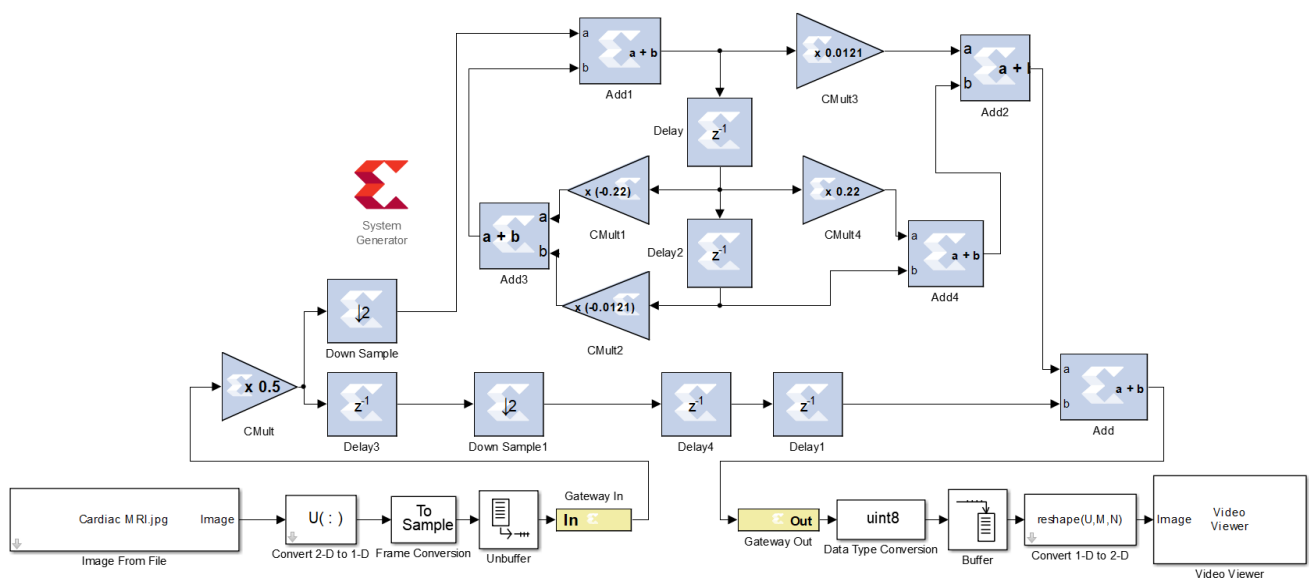 a
b
a + b
Add1
x 0.0121
CMult3
a
b
a +
Add2
Delay
z-1
System
Generator
a + b
a
b
Add3
x (-0.22)
CMult1
x 0.22
CMult4
Delay2
z-1
a
b
a + b
Add4
x (-0.0121)
CMult2
↓2
Down Sample
x 0.5
CMult
z-1
Delay3
↓2
Down Sample1
z-1
Delay4
z-1
Delay1
a
b
a + b
Add
Cardiac MRI.jpg
Image
Image From File
U( : )
Convert 2-D to 1-D
To
Sample
Frame Conversion
Unbuffer
Gateway In
In
Out
Gateway Out
uint8
Data Type Conversion
Buffer
reshape(U,M,N)
Convert 1-D to 2-D
Image
Video
Viewer
Video Viewer